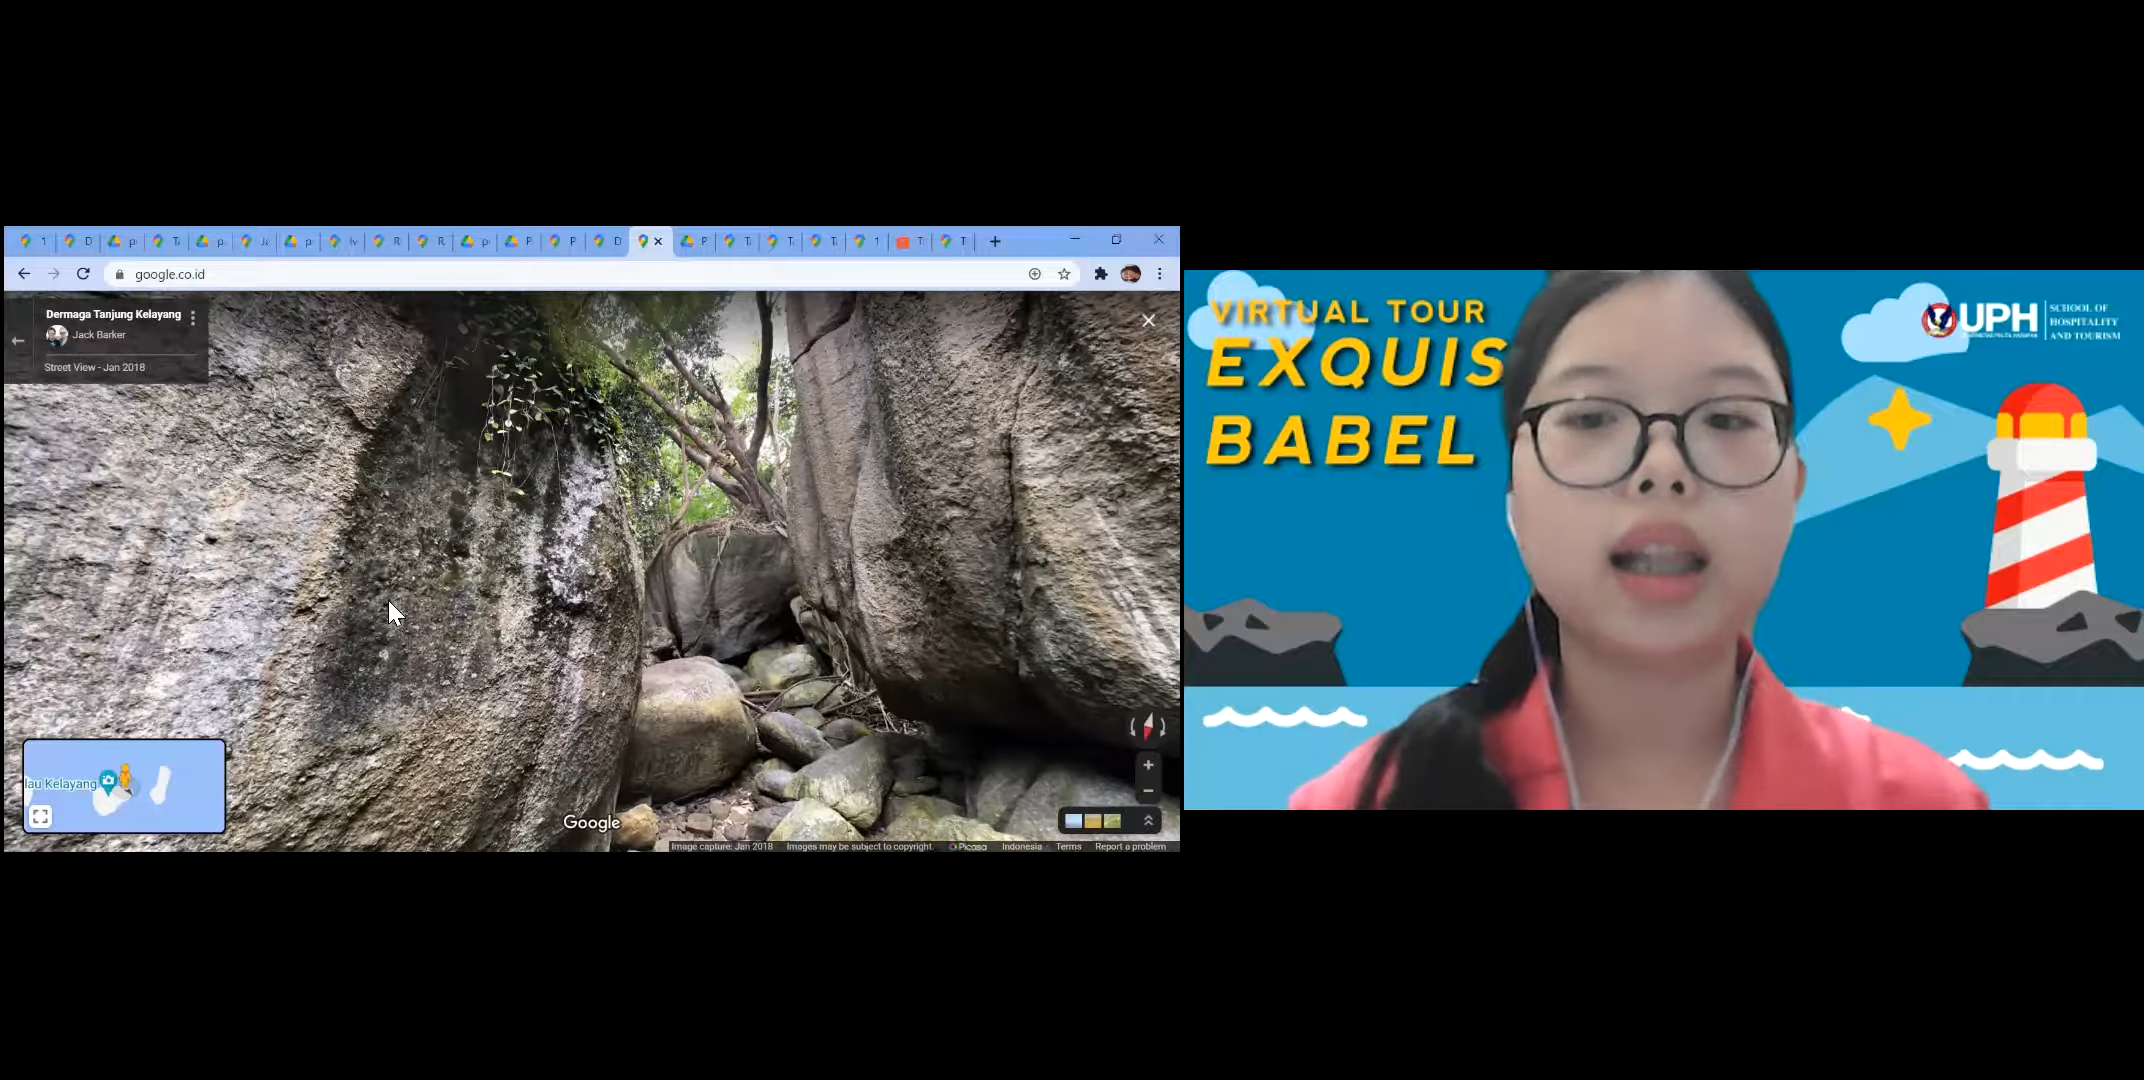 google.co.id
Dermaga Tanjung Kelayang
Jack Barker
Street View - Jan 2018
lau Kelayang
Google
Image capture: Jan 2018 Images may be subject to copyright. Picasa Indonesia Terms Report a problem
VIRTUAL TOUR
EXQUIS
BABEL
UPH
SCHOOL OF
HOSPITALITY
AND TOURISM